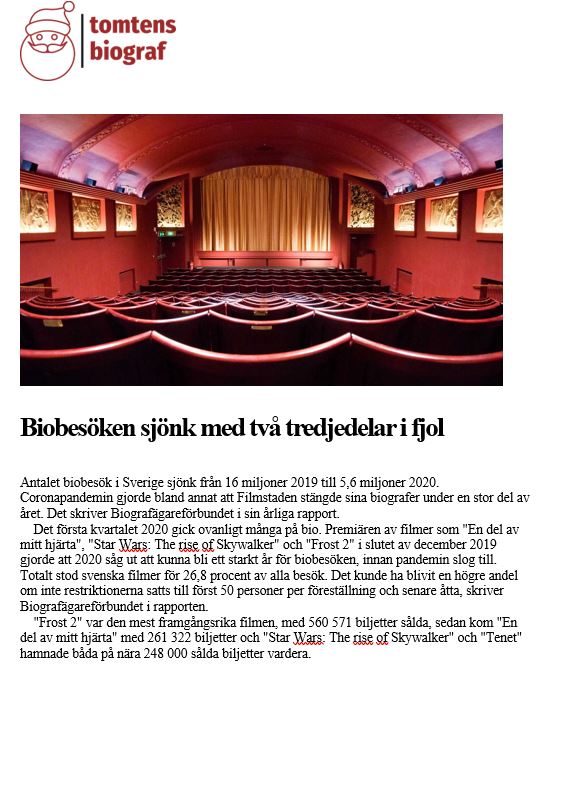 tomtens
biograf
Biobesöken sjönk med två tredjedelar i fjol
Antalet biobesök i Sverige sjönk från 16 miljoner 2019 till 5,6 miljoner 2020.
Coronapandemin gjorde bland annat att Filmstaden stängde sina biografer under en stor del av
året. Det skriver Biografägareförbundet i sin årliga rapport.
Det första kvartalet 2020 gick ovanligt många på bio. Premiären av filmer som "En del av
mitt hjärta", "Star Wars: The rise of Skywalker" och "Frost 2" i slutet av december 2019
gjorde att 2020 såg ut att kunna bli ett starkt år för biobesöken, innan pandemin slog till.
Totalt stod svenska filmer för 26,8 procent av alla besök. Det kunde ha blivit en högre andel
om inte restriktionerna satts till först 50 personer per föreställning och senare åtta, skriver
Biografägareförbundet i rapporten.
"Frost 2" var den mest framgångsrika filmen, med 560 571 biljetter sålda, sedan kom "En
del av mitt hjärta" med 261 322 biljetter och "Star Wars: The rise of Skywalker" och "Tenet"
hamnade båda på nära 248 000 sålda biljetter vardera.